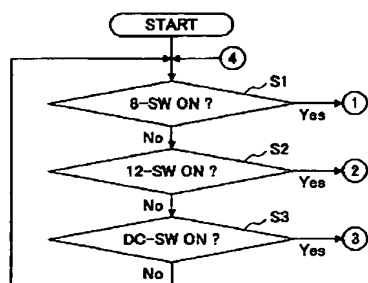 START
4
S1
8-SW ON ?
1
Yes
No
S2
12-SW ON ?
2
Yes
No
S3
DC-SW ON ?
3
Yes
No